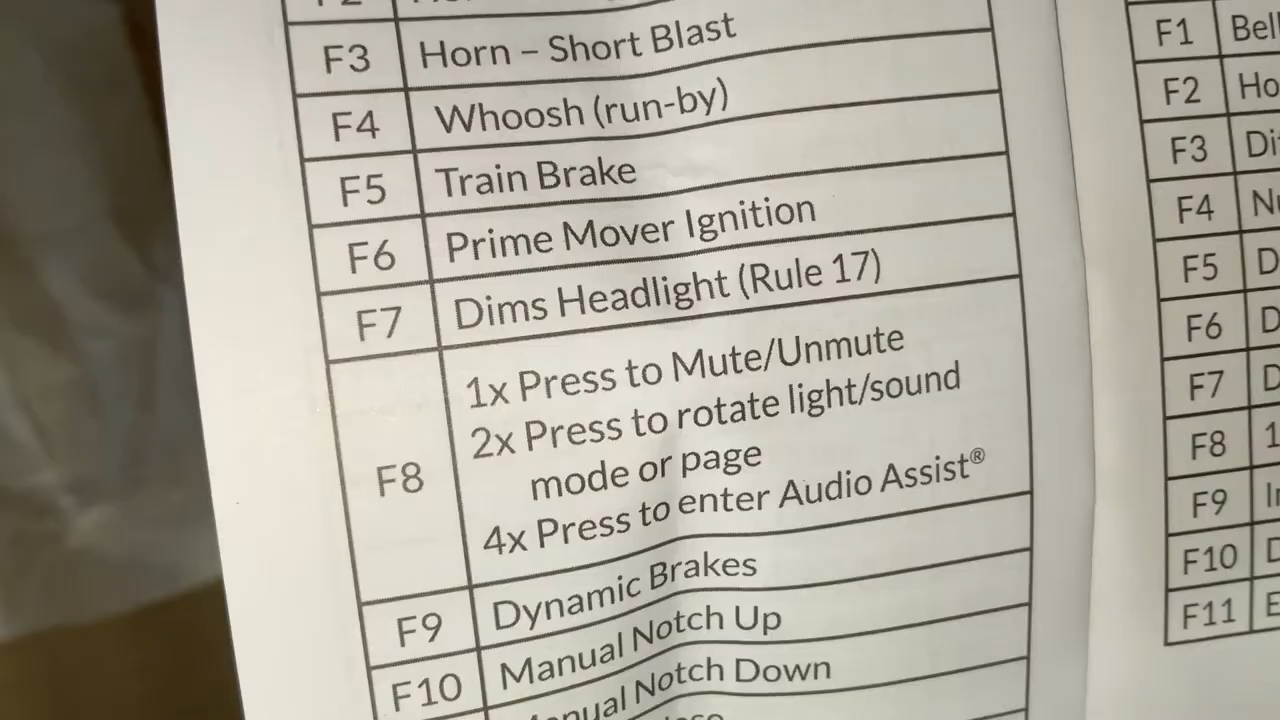 F3 Horn – Short Blast
F4 Whoosh (run-by)
F5 Train Brake
F6 Prime Mover Ignition
F7 Dims Headlight (Rule 17)
F8 1x Press to Mute/Unmute
2x Press to rotate light/sound
mode or page
4x Press to enter Audio Assist®
F9 Dynamic Brakes
F10 Manual Notch Up
Notch Down
F1
F2
F3
F4
F5
F6
F7
F8 1
F9
F10
F11